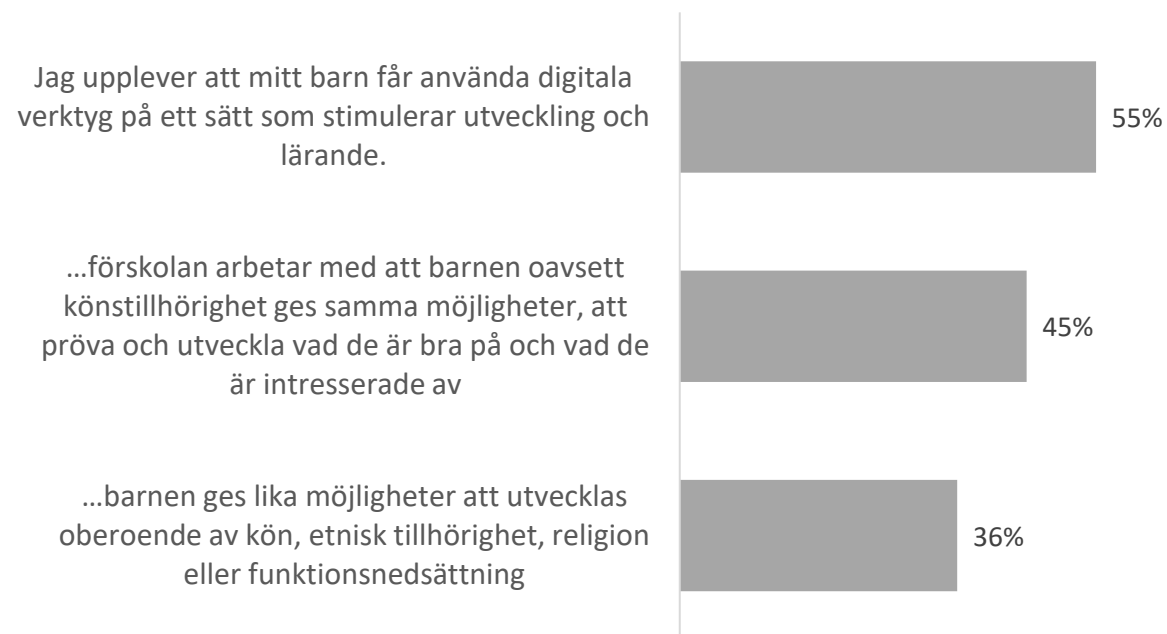 Jag upplever att mitt barn får använda digitala
verktyg på ett sätt som stimulerar utveckling och
lärande.
55%
…förskolan arbetar med att barnen oavsett
könstillhörighet ges samma möjligheter, att
pröva och utveckla vad de är bra på och vad de
är intresserade av
45%
…barnen ges lika möjligheter att utvecklas
oberoende av kön, etnisk tillhörighet, religion
eller funktionsnedsättning
36%